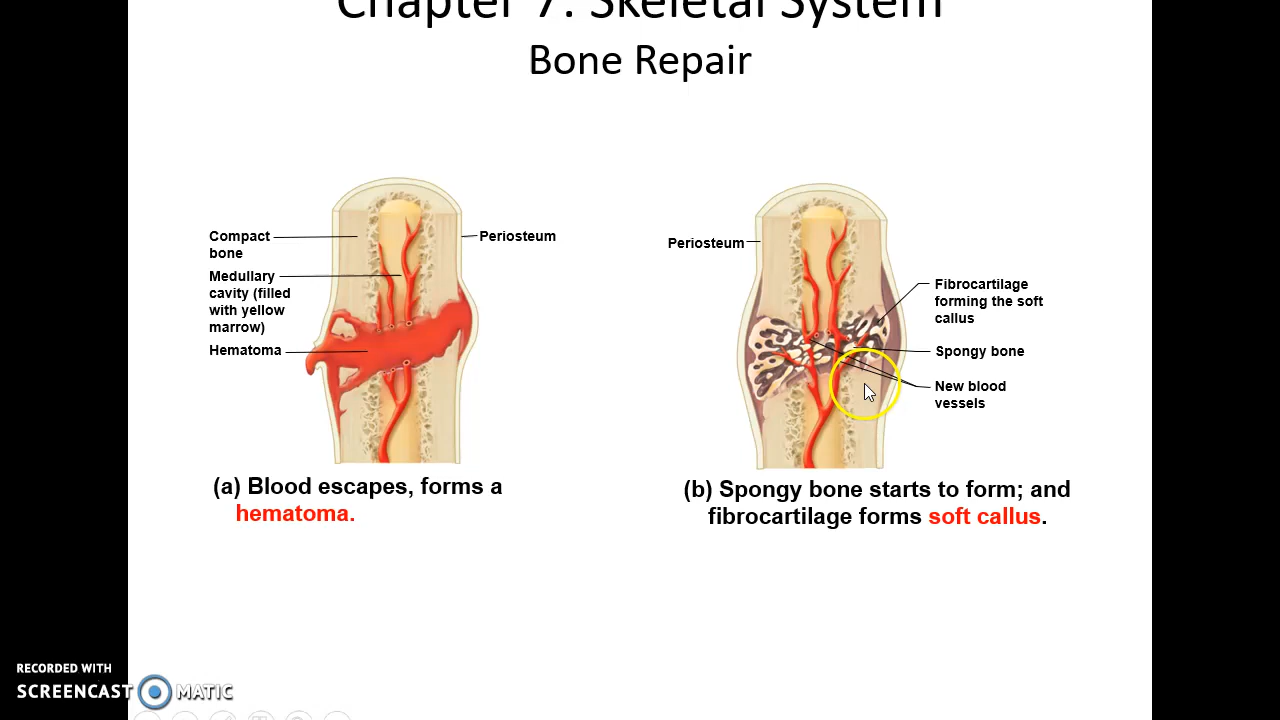 Chapter 7: Skeletal System
Bone Repair
Compact
bone
Medullary
cavity (filled
with yellow
marrow)
Hematoma
Periosteum
(a) Blood escapes, forms a
hematoma.
Periosteum
Fibrocartilage
forming the soft
callus
Spongy bone
New blood
vessels
(b) Spongy bone starts to form; and
fibrocartilage forms soft callus.
RECORDED WITH
SCREENCAST MATIC